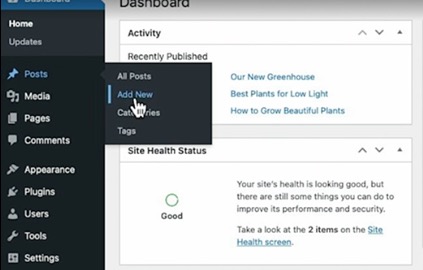 Dashboard
Dashboard
Home
Updates
Posts
Media
Pages
Comments
Appearance
Plugins
Users
Tools
Settings
All Posts
Add New
Categories
Tags
Activity
Recently Published
Our New Greenhouse
Best Plants for Low Light
How to Grow Beautiful Plants
Site Health Status
Good
Your site's health is looking good, but
there are still some things you can do to
improve its performance and security.
Take a look at the 2 items on the Site
Health screen.